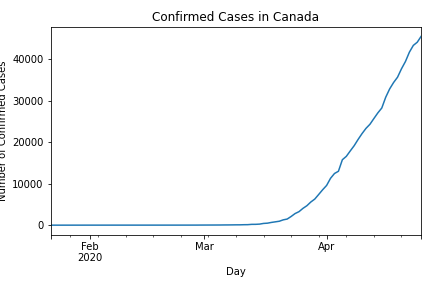 Confirmed Cases in Canada
Number of Confirmed Cases
40000
30000
20000
10000
0
Feb
2020
Mar
Apr
Day